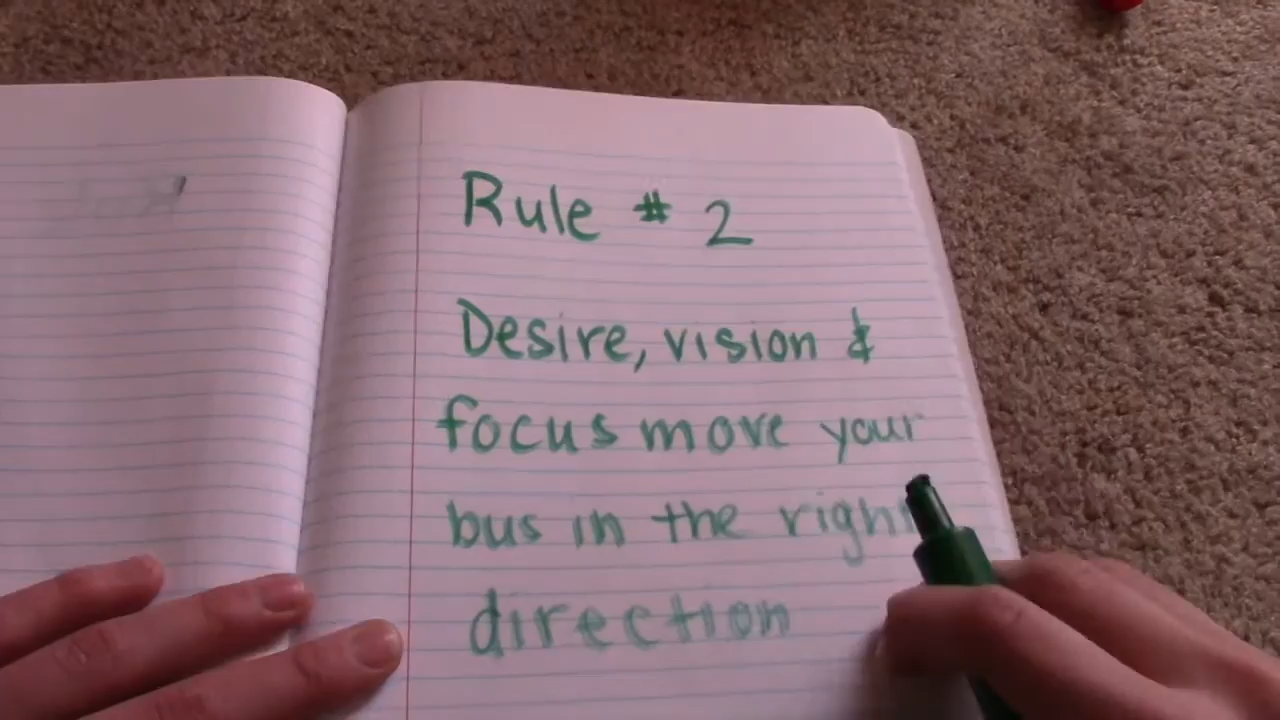 Rule # 2
Desire, vision &
focus move your
bus in the right
direction